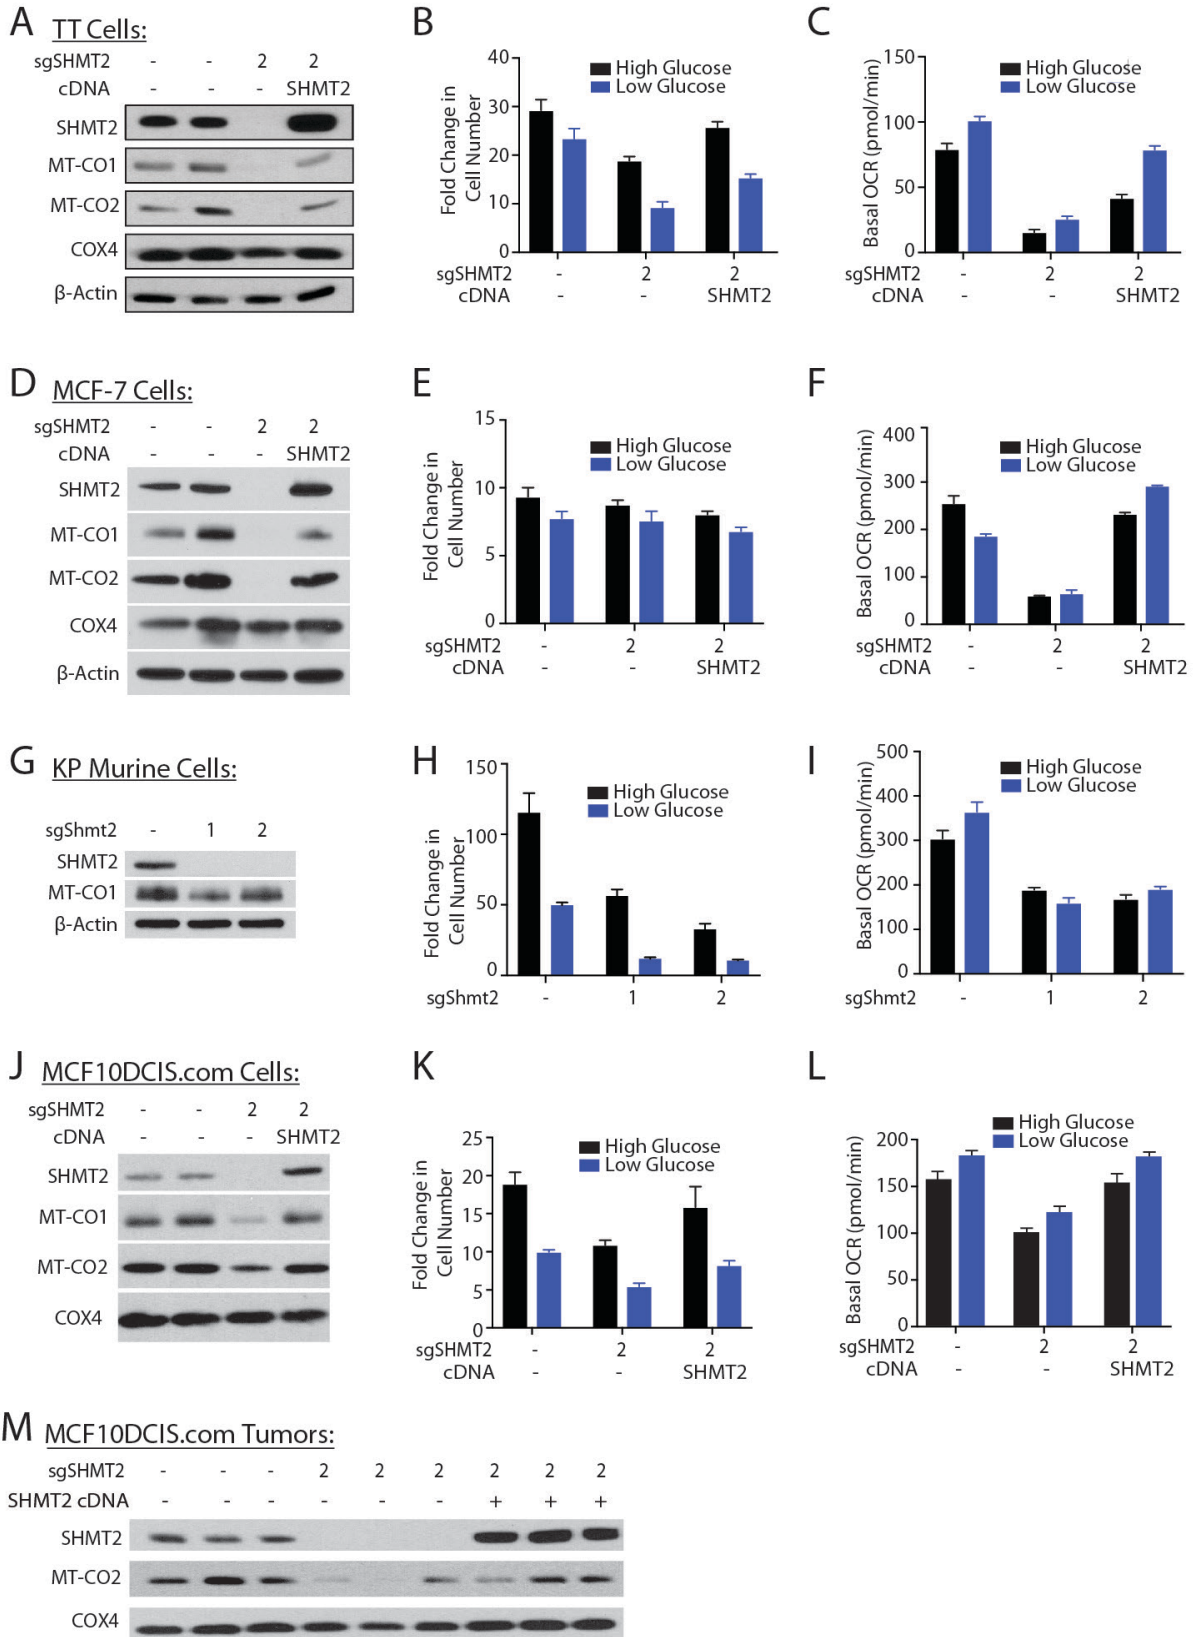 A TT Cells:
sgSHMT2 - - 2 2
cDNA - - - SHMT2
SHMT2
MT-CO1
MT-CO2
COX4
β-Actin
B
Fold Change in
Cell Number
40
30
20
10
0
High Glucose
Low Glucose
sgSHMT2 - 2 2
cDNA - - SHMT2
C
Basal OCR (pmol/min)
150
100
50
0
High Glucose
Low Glucose
- 2 2
- - SHMT2
D MCF-7 Cells:
sgSHMT2 - - 2 2
cDNA - - - SHMT2
SHMT2
MT-CO1
MT-CO2
COX4
β-Actin
E
Fold Change in
Cell Number
15
10
5
0
High Glucose
Low Glucose
sgSHMT2 - 2 2
cDNA - - SHMT2
F
Basal OCR (pmol/min)
400
300
200
100
0
High Glucose
Low Glucose
sgSHMT2 - 2 2
cDNA - - SHMT2
G KP Murine Cells:
sgShmt2 - 1 2
SHMT2
MT-CO1
β-Actin
H
Fold Change in
Cell Number
150
100
50
0
High Glucose
Low Glucose
sgShmt2 - 1 2
I
Basal OCR (pmol/min)
500
400
300
200
100
0
High Glucose
Low Glucose
sgShmt2 - 1 2
J MCF10DCIS.com Cells:
sgSHMT2 - - 2 2
cDNA - - - SHMT2
SHMT2
MT-CO1
MT-CO2
COX4
K
Fold Change in
Cell Number
25
20
15
10
5
0
High Glucose
Low Glucose
sgSHMT2 - 2 2
cDNA - - SHMT2
L
Basal OCR (pmol/min)
200
150
100
50
0
High Glucose
Low Glucose
sgSHMT2 - 2 2
cDNA - - SHMT2
M MCF10DCIS.com Tumors:
sgSHMT2 - - - 2 2 2 2 2 2
SHMT2 cDNA - - - - - - + + +
SHMT2
MT-CO2
COX4